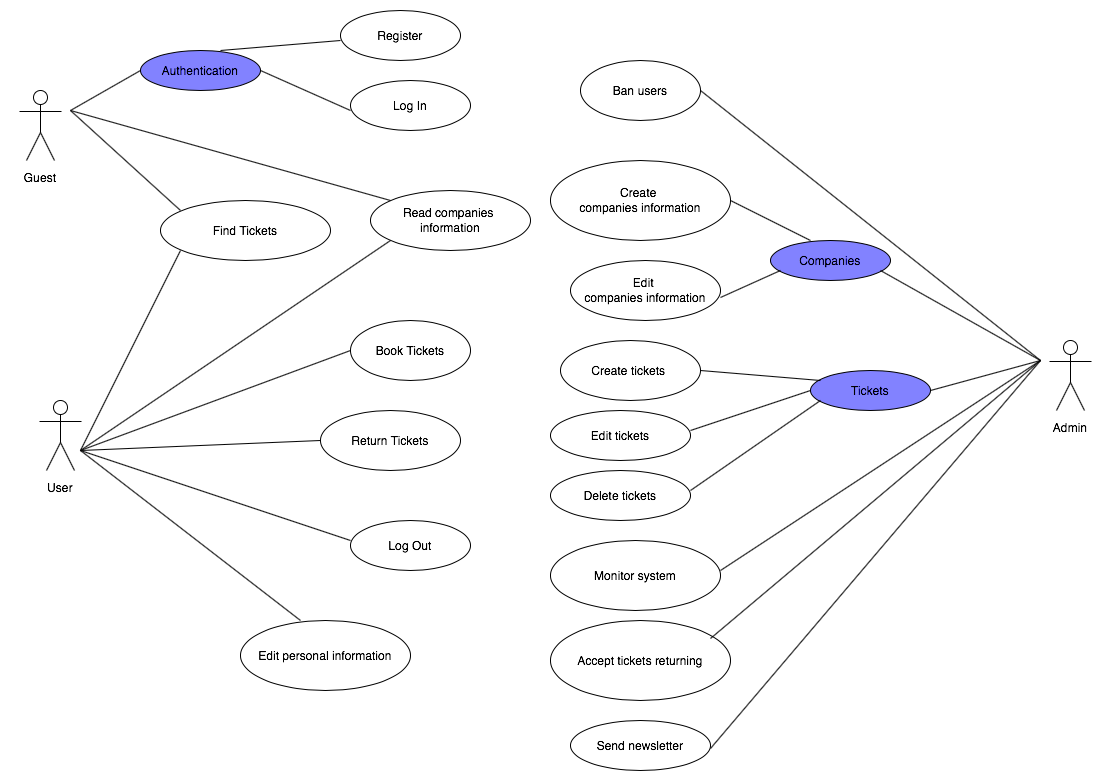 Register
Authentication
Log In
Guest
Find Tickets
Read companies
information
Book Tickets
Return Tickets
User
Log Out
Edit personal information
Ban users
Create
companies information
Companies
Edit
companies information
Create tickets
Tickets
Edit tickets
Admin
Delete tickets
Monitor system
Accept tickets returning
Send newsletter